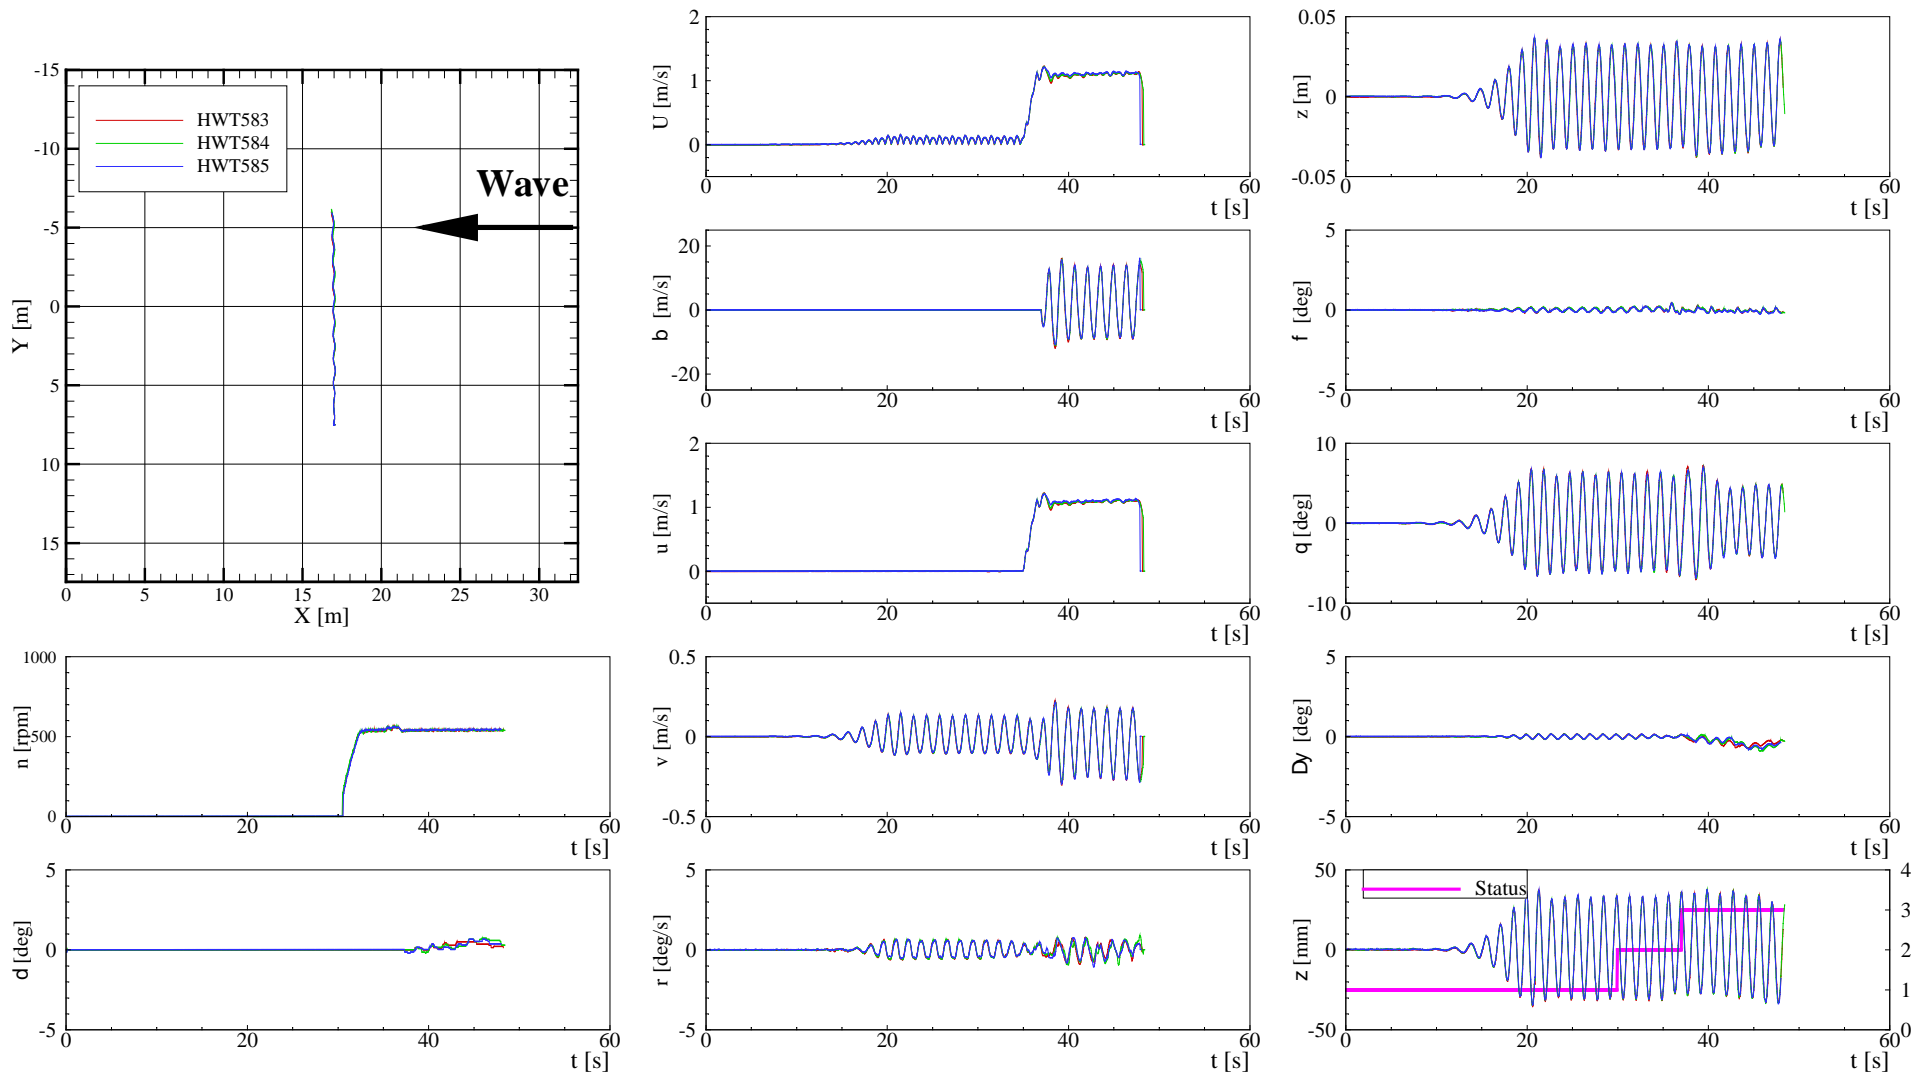 -15
-10
-5
0
5
10
15
Y [m]
HWT583
HWT584
HWT585
Wave
0 5 10 15 20 25 30
X [m]
1000
500
0
n [rpm]
0 20 40 60
t [s]
5
0
-5
d [deg]
0 20 40 60
t [s]
2
1
0
U [m/s]
0 20 40 60
t [s]
20
0
-20
b [m/s]
0 20 40 60
t [s]
2
1
0
u [m/s]
0 20 40 60
t [s]
0.5
0
-0.5
v [m/s]
0 20 40 60
t [s]
5
0
-5
r [deg/s]
0 20 40 60
t [s]
0.05
0
-0.05
z [m]
0 20 40 60
t [s]
5
0
-5
f [deg]
0 20 40 60
t [s]
10
0
-10
q [deg]
0 20 40 60
t [s]
5
0
-5
Dy [deg]
0 20 40 60
t [s]
50
0
-50
z [mm]
Status
4
3
2
1
0
0 20 40 60
t [s]